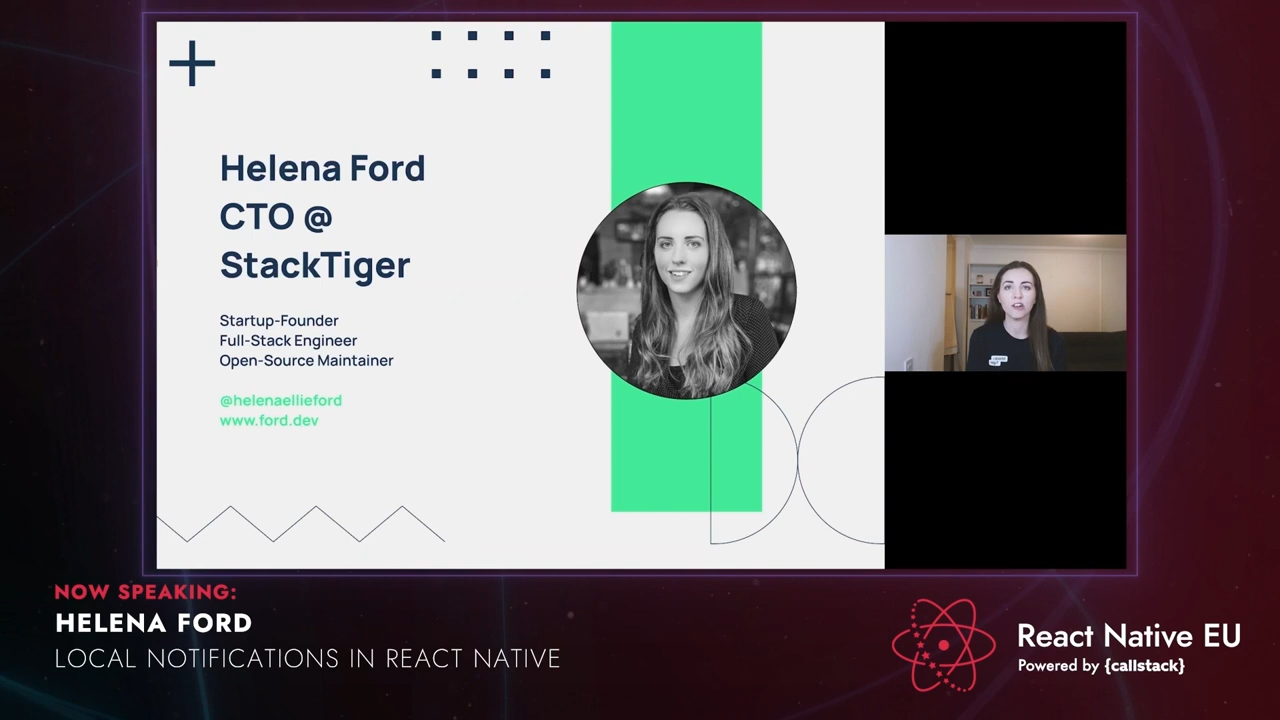 Helena Ford
CTO @
StackTiger
Startup-Founder
Full-Stack Engineer
Open-Source Maintainer
@helenaellieford
www.ford.dev
NOW SPEAKING:
HELENA FORD
LOCAL NOTIFICATIONS IN REACT NATIVE
React Native EU
Powered by {callstack}